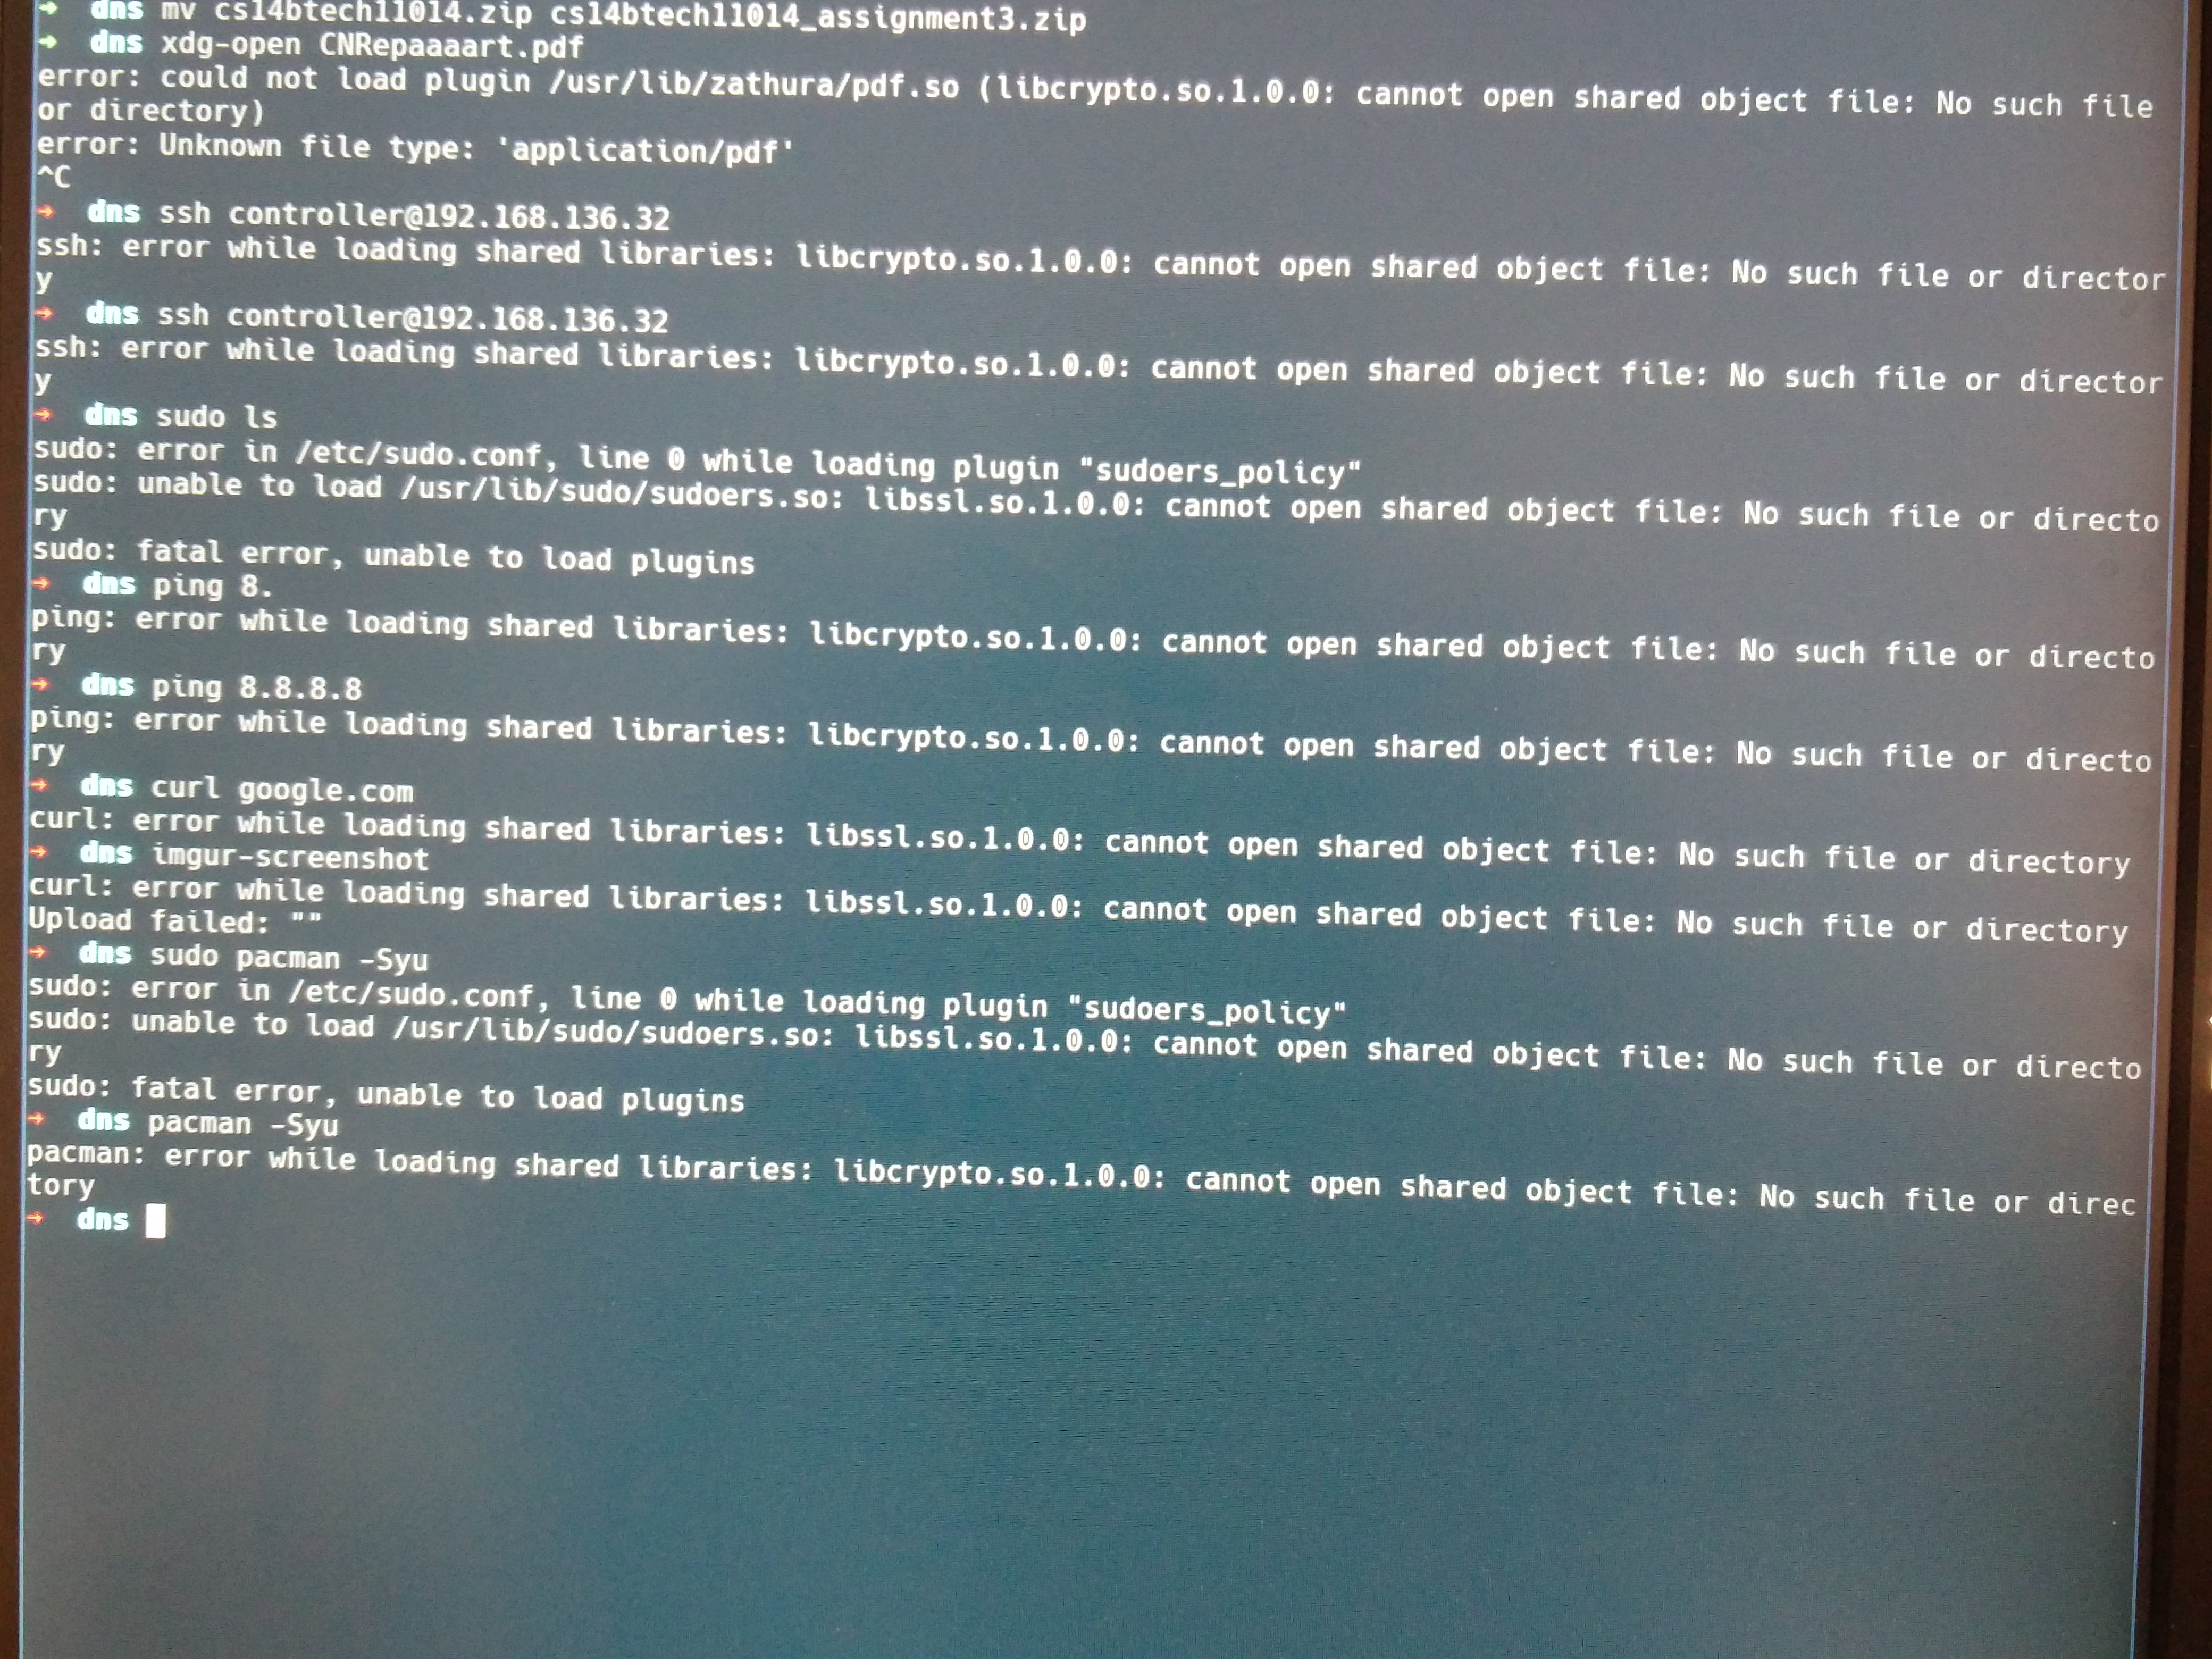 → dns mv cs14btech11014.zip cs14btech11014_assignment3.zip
→ dns xdg-open CNRepaaaart.pdf
error: could not load plugin /usr/lib/zathura/pdf.so (libcrypto.so.1.0.0: cannot open shared object file: No such file
or directory)
error: Unknown file type: 'application/pdf'
^C
→ dns ssh controller@192.168.136.32
ssh: error while loading shared libraries: libcrypto.so.1.0.0: cannot open shared object file: No such file or director
y
→ dns ssh controller@192.168.136.32
ssh: error while loading shared libraries: libcrypto.so.1.0.0: cannot open shared object file: No such file or director
y
→ dns sudo ls
sudo: error in /etc/sudo.conf, line 0 while loading plugin "sudoers_policy"
sudo: unable to load /usr/lib/sudo/sudoers.so: libssl.so.1.0.0: cannot open shared object file: No such file or directo
ry
sudo: fatal error, unable to load plugins
→ dns ping 8.
ping: error while loading shared libraries: libcrypto.so.1.0.0: cannot open shared object file: No such file or directo
ry
→ dns ping 8.8.8.8
ping: error while loading shared libraries: libcrypto.so.1.0.0: cannot open shared object file: No such file or directo
ry
→ dns curl google.com
curl: error while loading shared libraries: libssl.so.1.0.0: cannot open shared object file: No such file or directory
→ dns imgur-screenshot
curl: error while loading shared libraries: libssl.so.1.0.0: cannot open shared object file: No such file or directory
Upload failed: ""
→ dns sudo pacman -Syu
sudo: error in /etc/sudo.conf, line 0 while loading plugin "sudoers_policy"
sudo: unable to load /usr/lib/sudo/sudoers.so: libssl.so.1.0.0: cannot open shared object file: No such file or directo
ry
sudo: fatal error, unable to load plugins
→ dns pacman -Syu
pacman: error while loading shared libraries: libcrypto.so.1.0.0: cannot open shared object file: No such file or direc
tory
→ dns